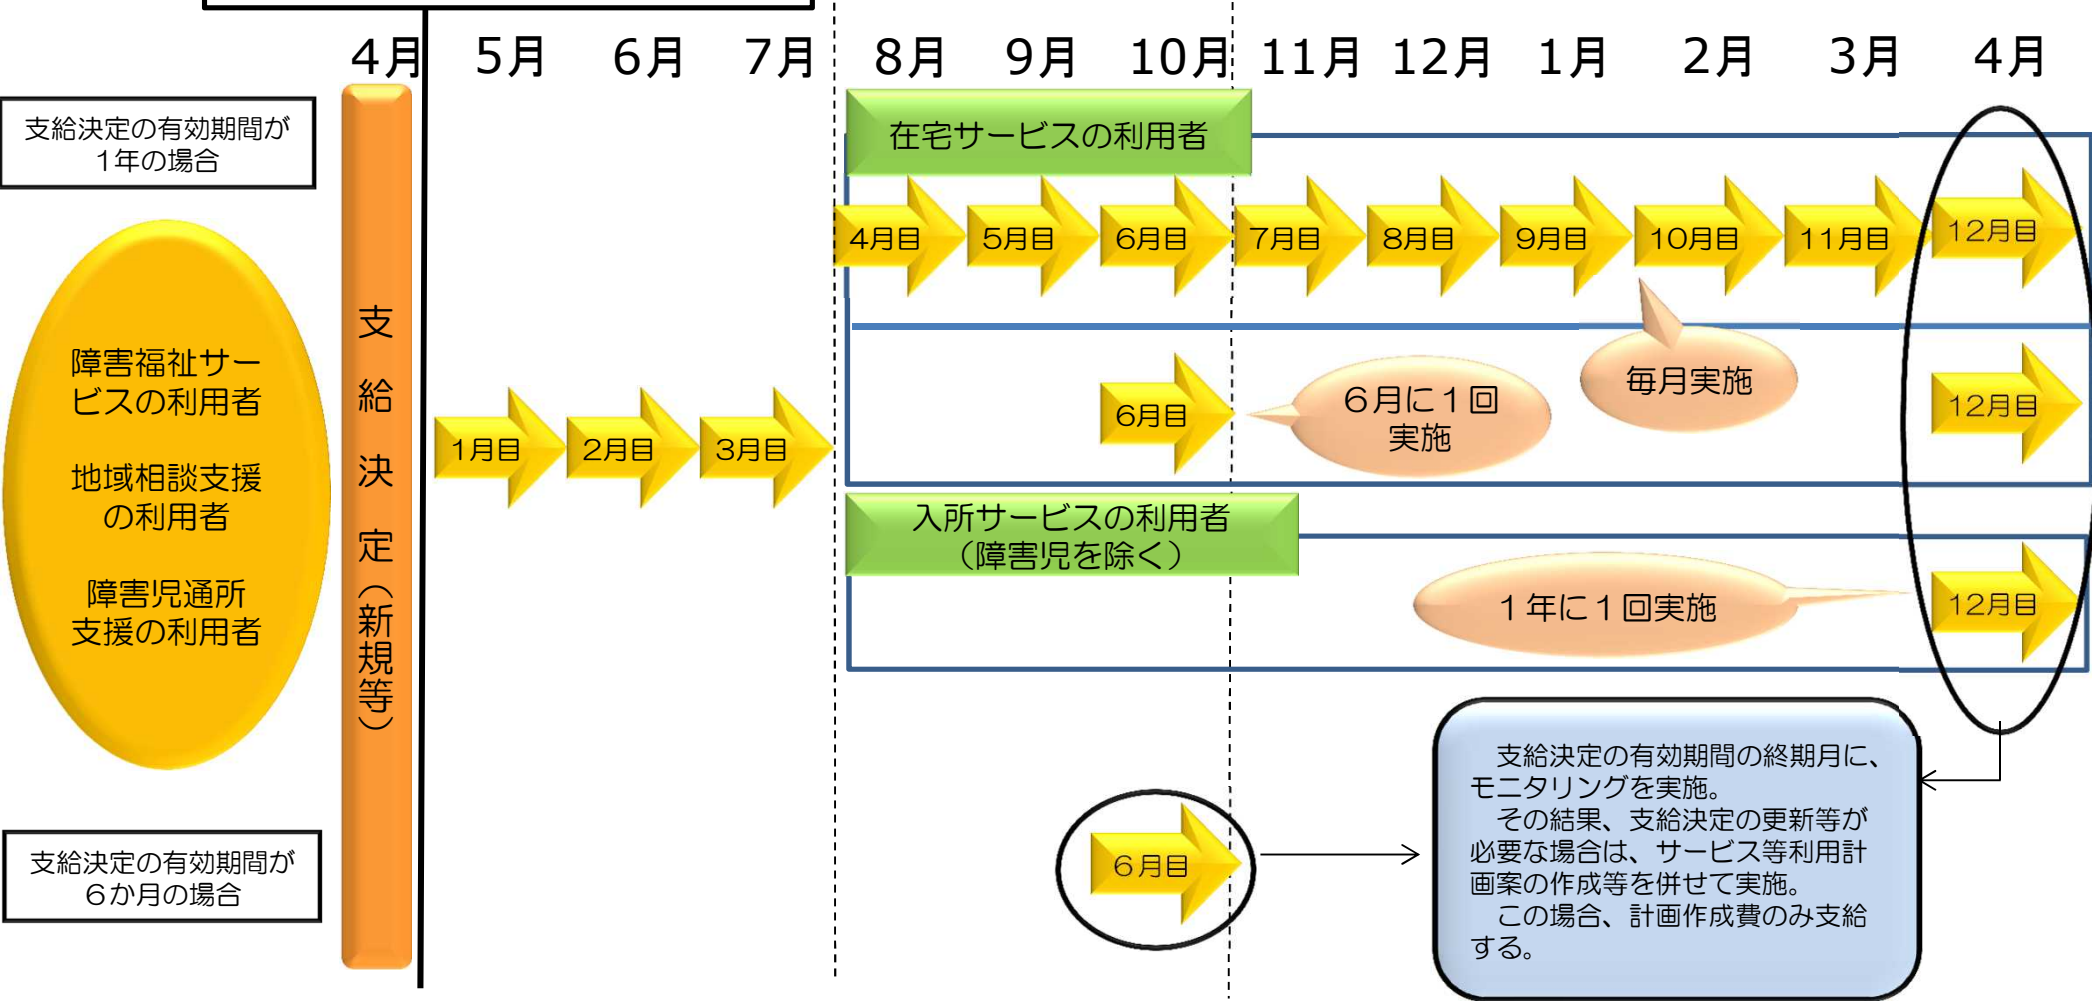 4月 5月 6月 7月 8月 9月 10月 11月 12月 1月 2月 3月 4月
支給決定の有効期間が
1年の場合
障害福祉サー
ビスの利用者
地域相談支援
の利用者
障害児通所
支援の利用者
支給決定の有効期間が
6か月の場合
支給決定（新規等）
1月目 2月目 3月目
在宅サービスの利用者
4月目 5月目 6月目 7月目 8月目 9月目 10月目 11月目 12月目
毎月実施
6月目
６月に１回
実施
12月目
入所サービスの利用者
（障害児を除く）
１年に１回実施
12月目
６月目
支給決定の有効期間の終期月に、
モニタリングを実施。
その結果、支給決定の更新等が
必要な場合は、サービス等利用計
画案の作成等を併せて実施。
この場合、計画作成費のみ支給
する。